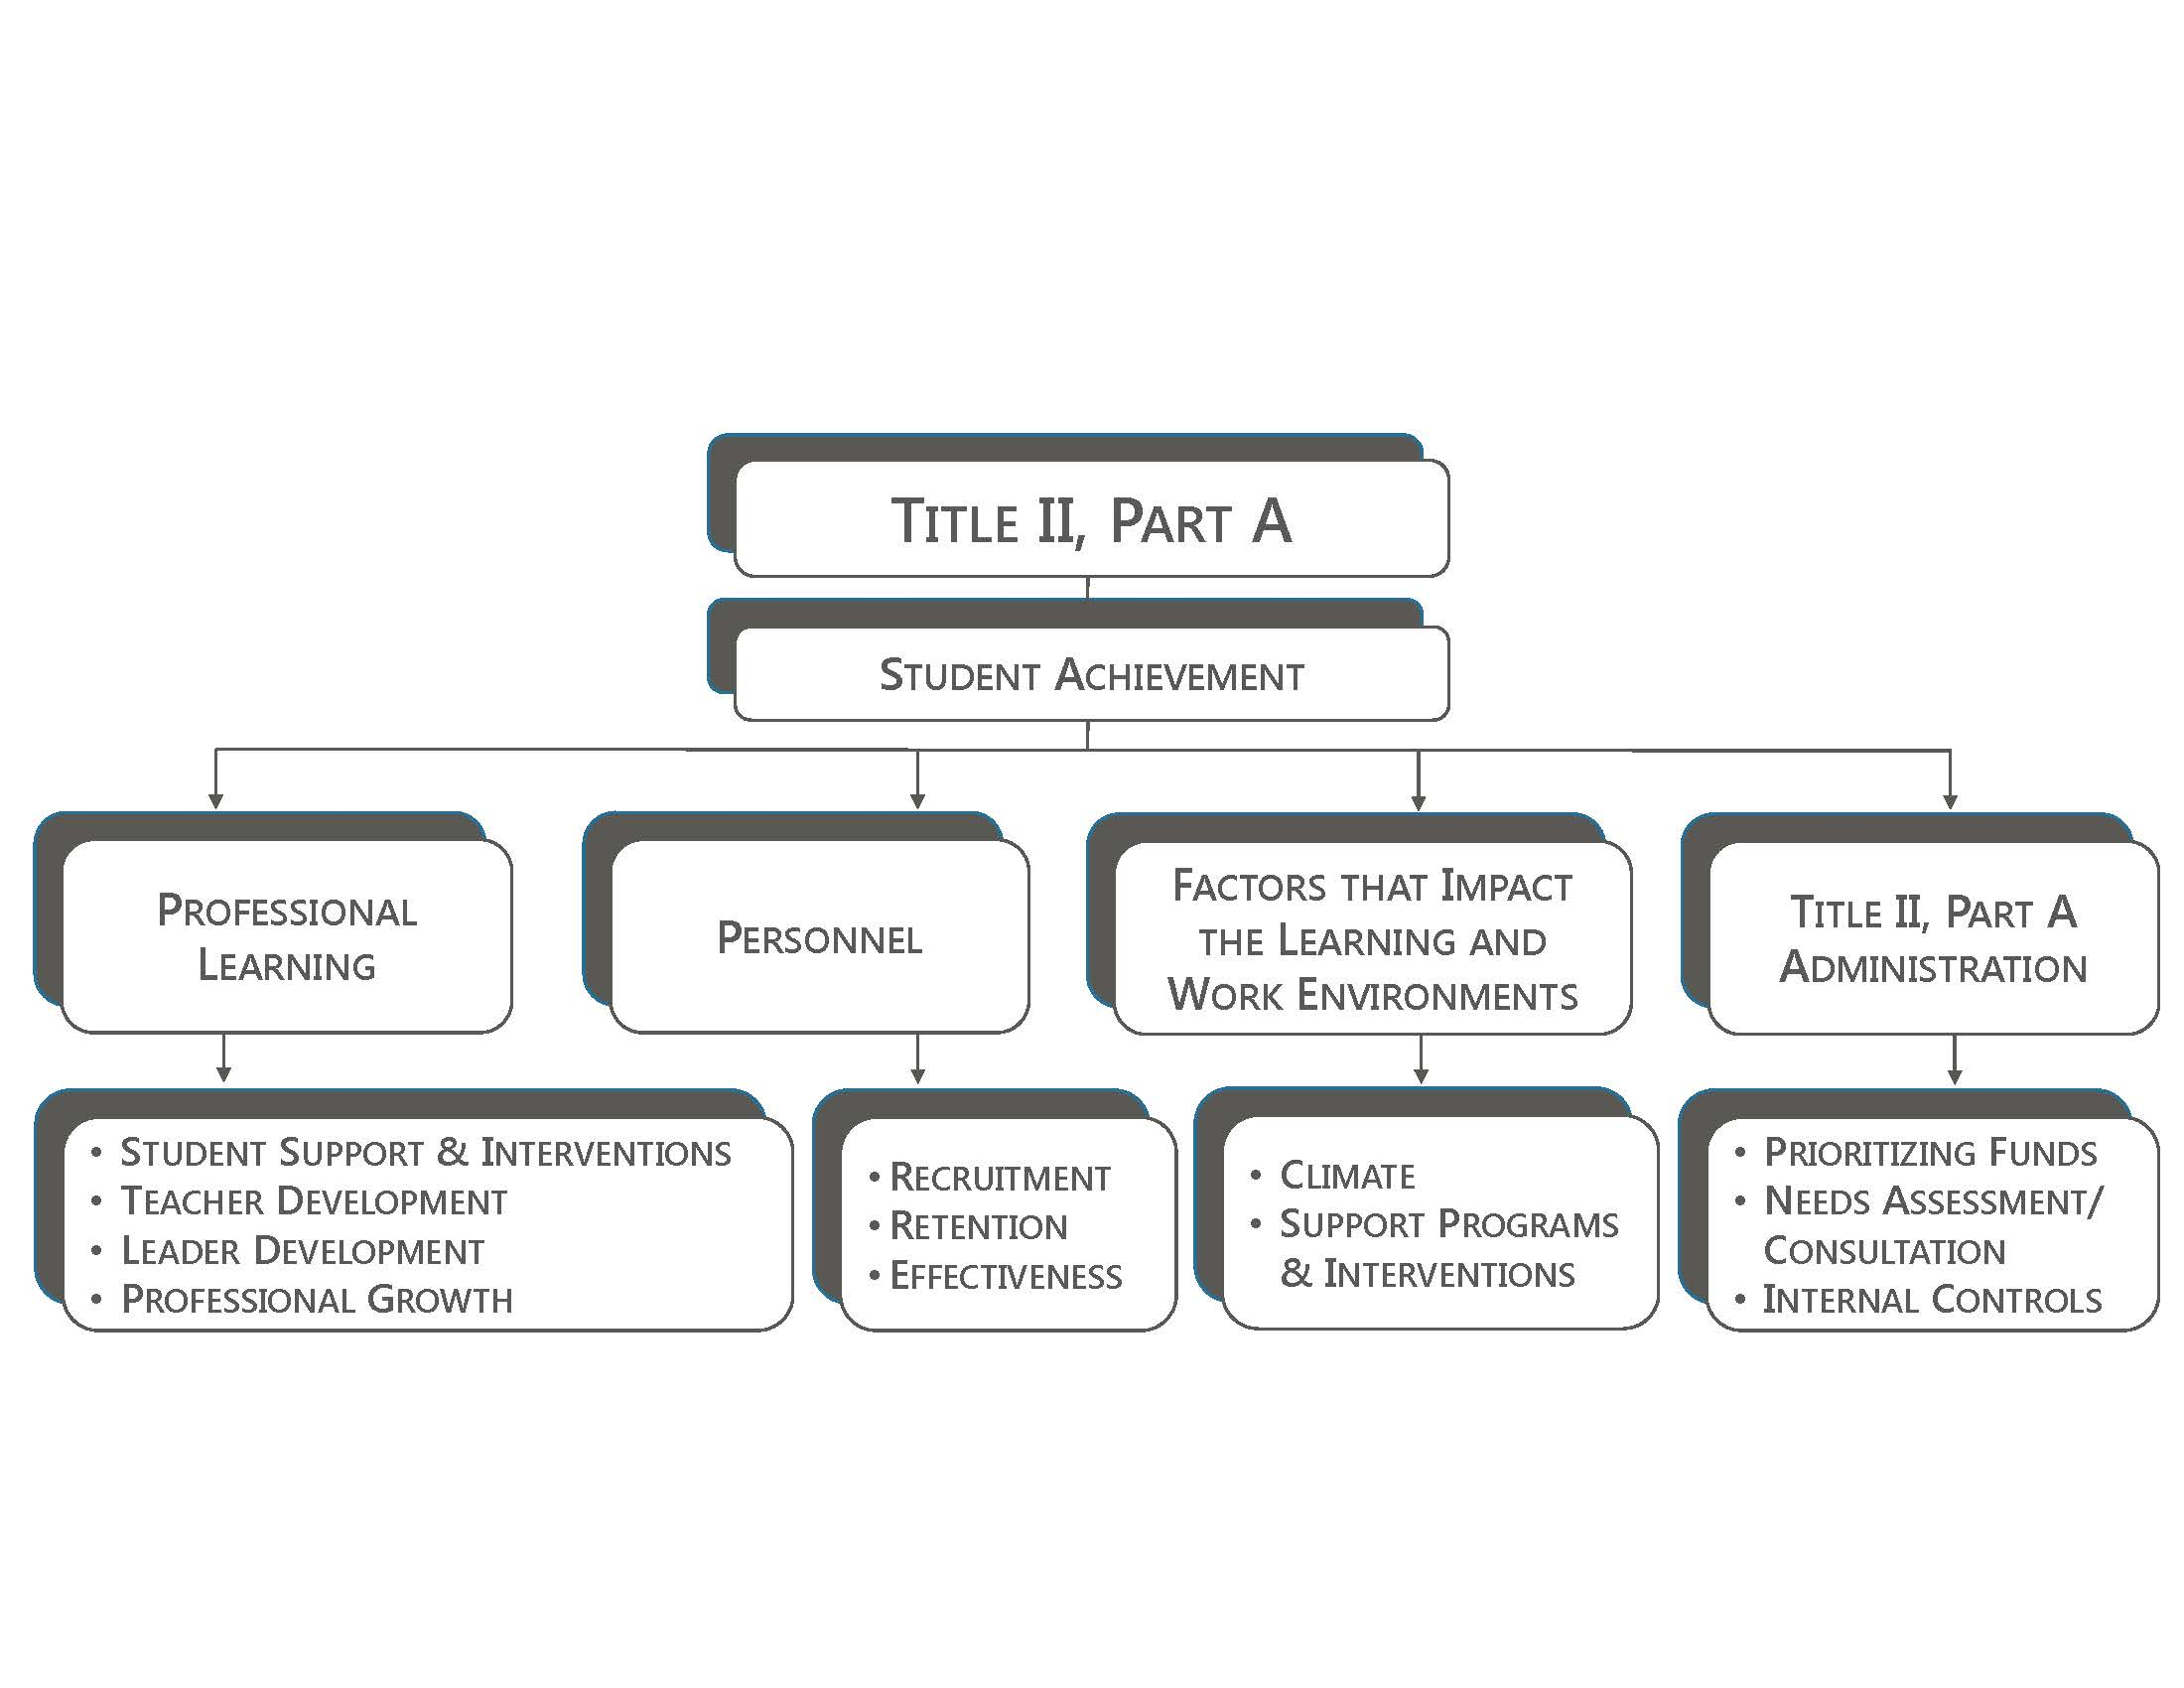 Title II, Part A
Student Achievement
Professional
Learning
Personnel
Factors that Impact
the Learning and
Work Environments
Title II, Part A
Administration
• Student Support & Interventions
• Teacher Development
• Leader Development
• Professional Growth
• Recruitment
• Retention
• Effectiveness
• Climate
• Support Programs
& Interventions
• Prioritizing Funds
• Needs Assessment/
Consultation
• Internal Controls